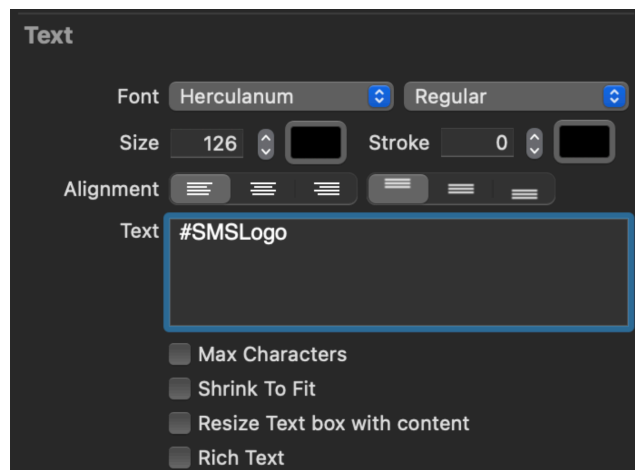 Text
Font Herculanum Regular
Size 126 Stroke 0
Alignment
Text #SMSLogo
Max Characters
Shrink To Fit
Resize Text box with content
Rich Text